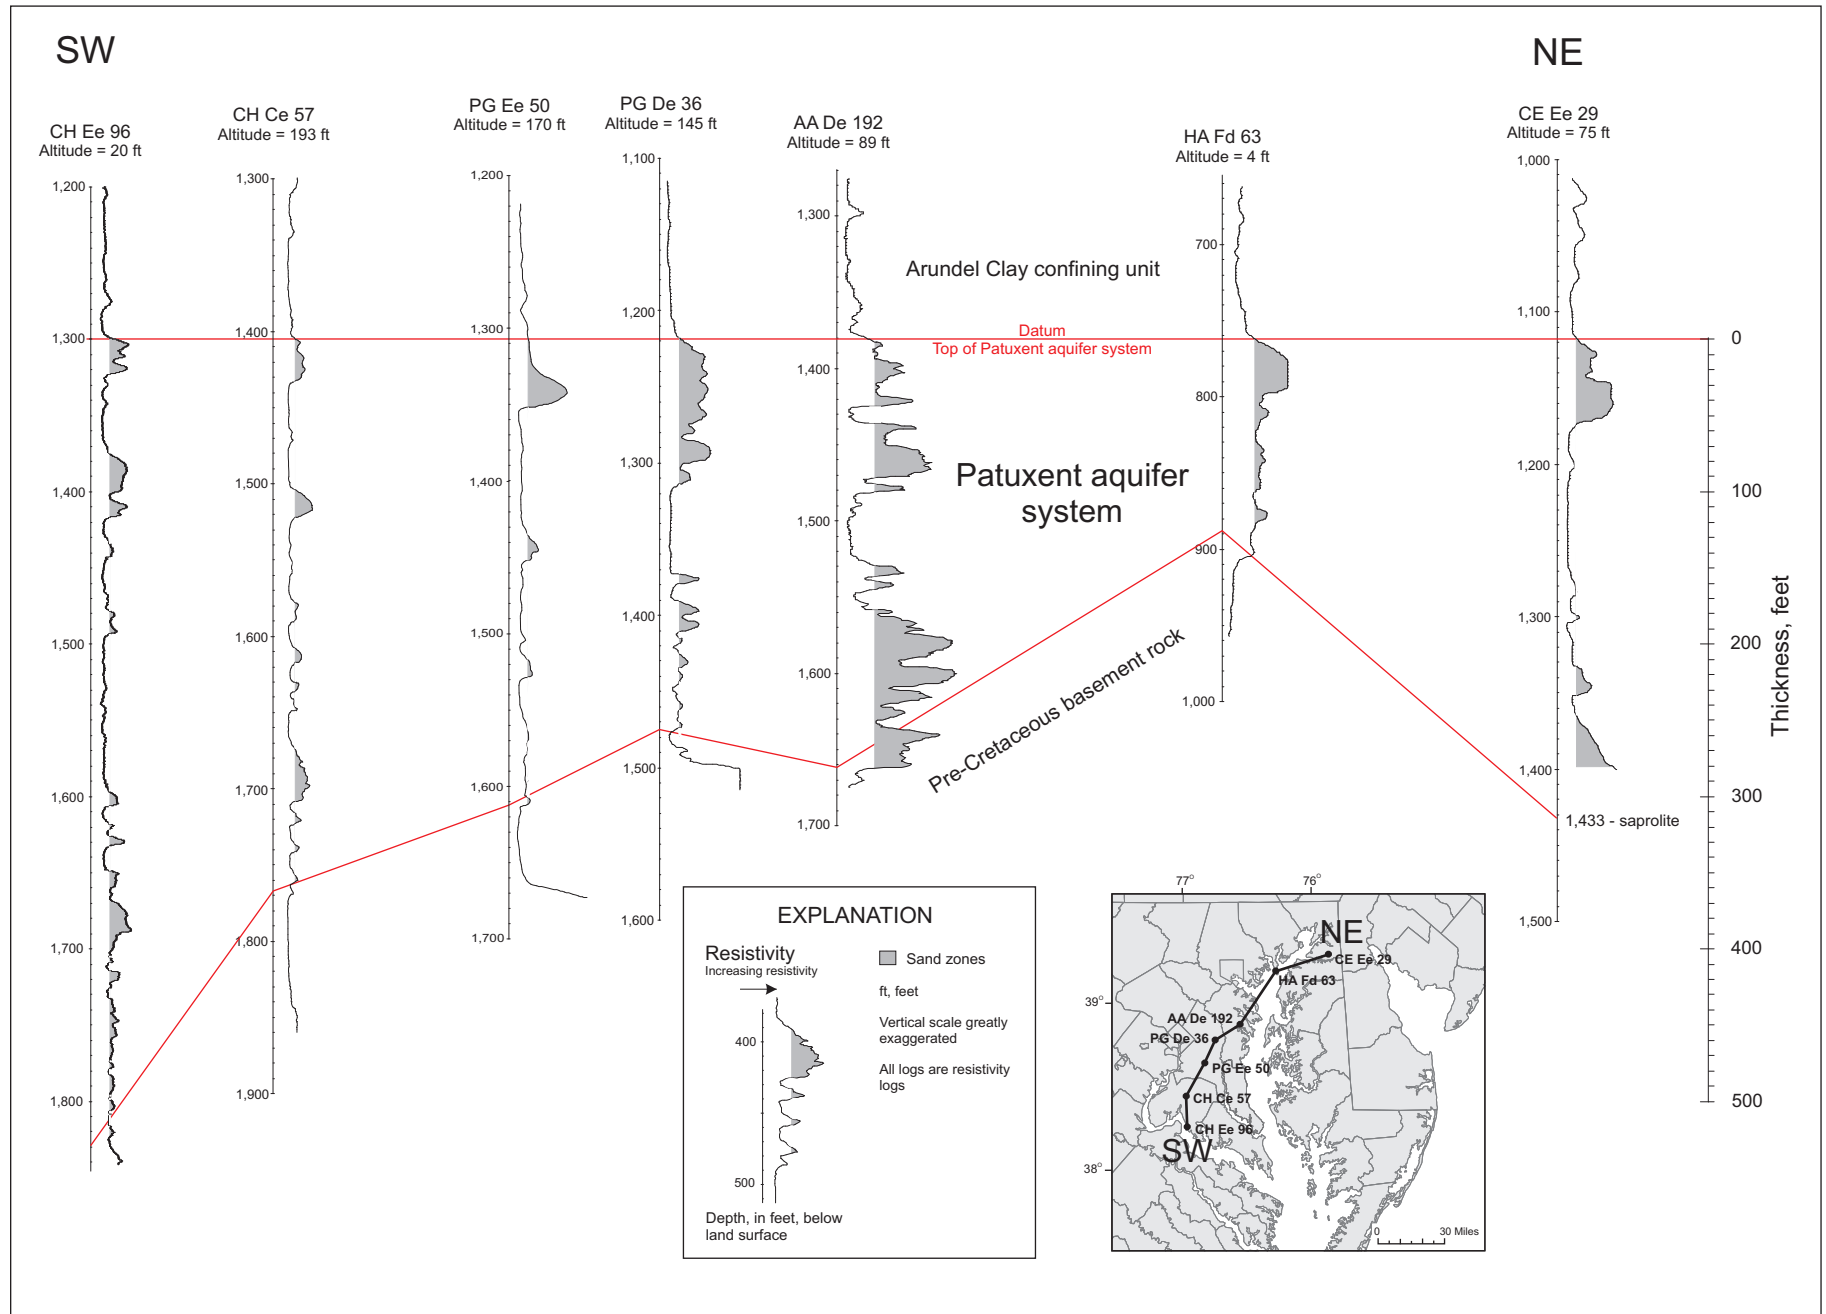 SW
NE
CH Ee 96
Altitude = 20 ft
CH Ce 57
Altitude = 193 ft
PG Ee 50
Altitude = 170 ft
PG De 36
Altitude = 145 ft
AA De 192
Altitude = 89 ft
HA Fd 63
Altitude = 4 ft
CE Ee 29
Altitude = 75 ft
1,200
1,300
1,400
1,500
1,600
1,700
1,800
1,300
1,400
1,500
1,600
1,700
1,800
1,900
1,200
1,300
1,400
1,500
1,600
1,700
1,100
1,200
1,300
1,400
1,500
1,600
1,300
1,400
1,500
1,600
1,700
700
800
900
1,000
1,000
1,100
1,200
1,300
1,400
1,500
Arundel Clay confining unit
Datum
Top of Patuxent aquifer system
Patuxent aquifer
system
Pre-Cretaceous basement rock
1,433 - saprolite
0
100
200
300
400
500
Thickness, feet
EXPLANATION
Resistivity
Increasing resistivity
400
500
Depth, in feet, below
land surface
Sand zones
ft, feet
Vertical scale greatly
exaggerated
All logs are resistivity
logs
77°
76°
39°
38°
NE
CE Ee 29
HA Fd 63
AA De 192
PG De 36
PG Ee 50
CH Ce 57
CH Ee 96
SW
0
30 Miles